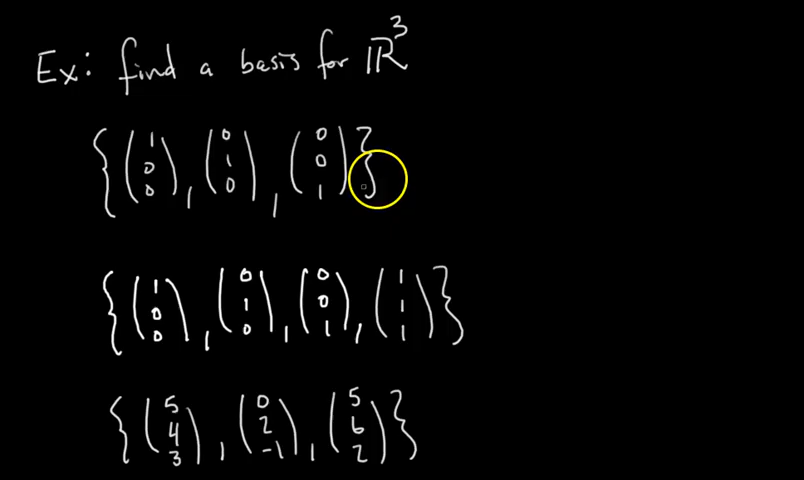 Ex: find a basis for ℝ³
{(1 0 0), (0 1 0), (0 0 1)}
{(1 0 0), (0 1 0), (0 0 1), (1 1 1)}
{(5 4 3), (0 2 -1), (5 6 2)}